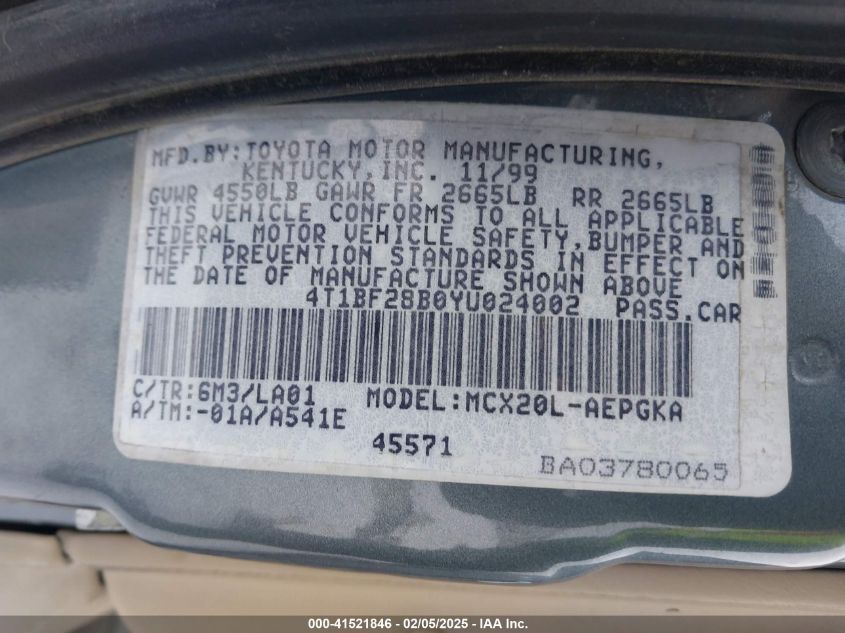 MFD.BY:TOYOTA MOTOR MANUFACTURING,
KENTUCKY,INC. 11/99
GVWR 4550LB GAWR FR 2665LB RR 2665LB
THIS VEHICLE CONFORMS TO ALL APPLICABLE
FEDERAL MOTOR VEHICLE SAFETY,BUMPER AND
THEFT PREVENTION STANDARDS IN EFFECT ON
THE DATE OF MANUFACTURE SHOWN ABOVE
4T1BF28B0YU024002 PASS.CAR
C/TR:6M3/LA01 MODEL:MCX20L-AEPGKA
A/TM:-01A/A541E
45571
BA03780065
000-41521846 - 02/05/2025 - IAA Inc.